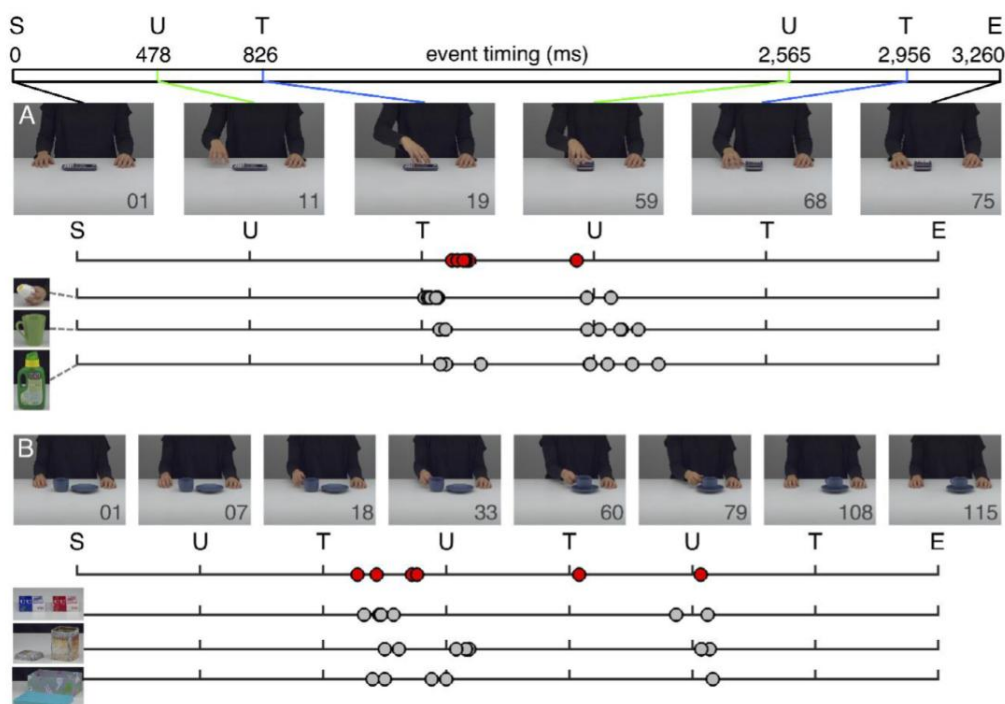 S U T U T E
0 478 826 event timing (ms) 2,565 2,956 3,260
A
01 11 19 59 68 75
S U T U T E
B
01 07 18 33 60 79 108 115
S U T U T U T E